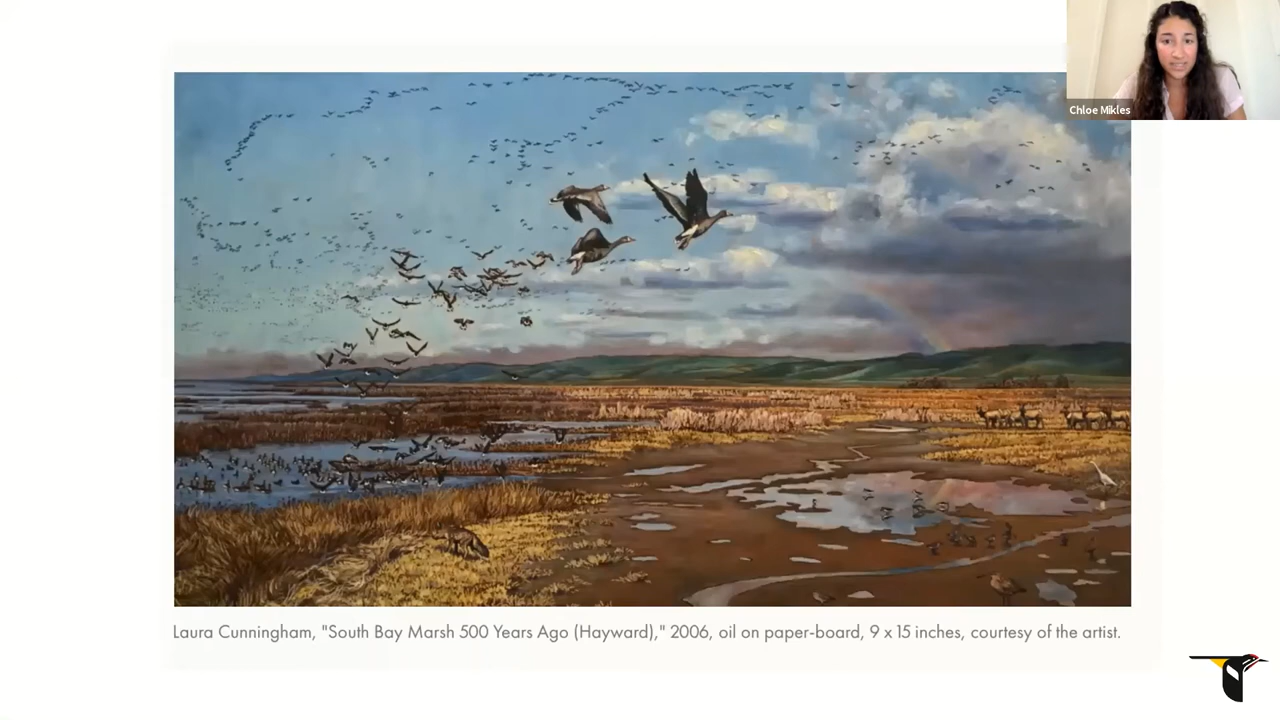 Chloe Mikles
Laura Cunningham, "South Bay Marsh 500 Years Ago (Hayward)," 2006, oil on paper-board, 9 x 15 inches, courtesy of the artist.